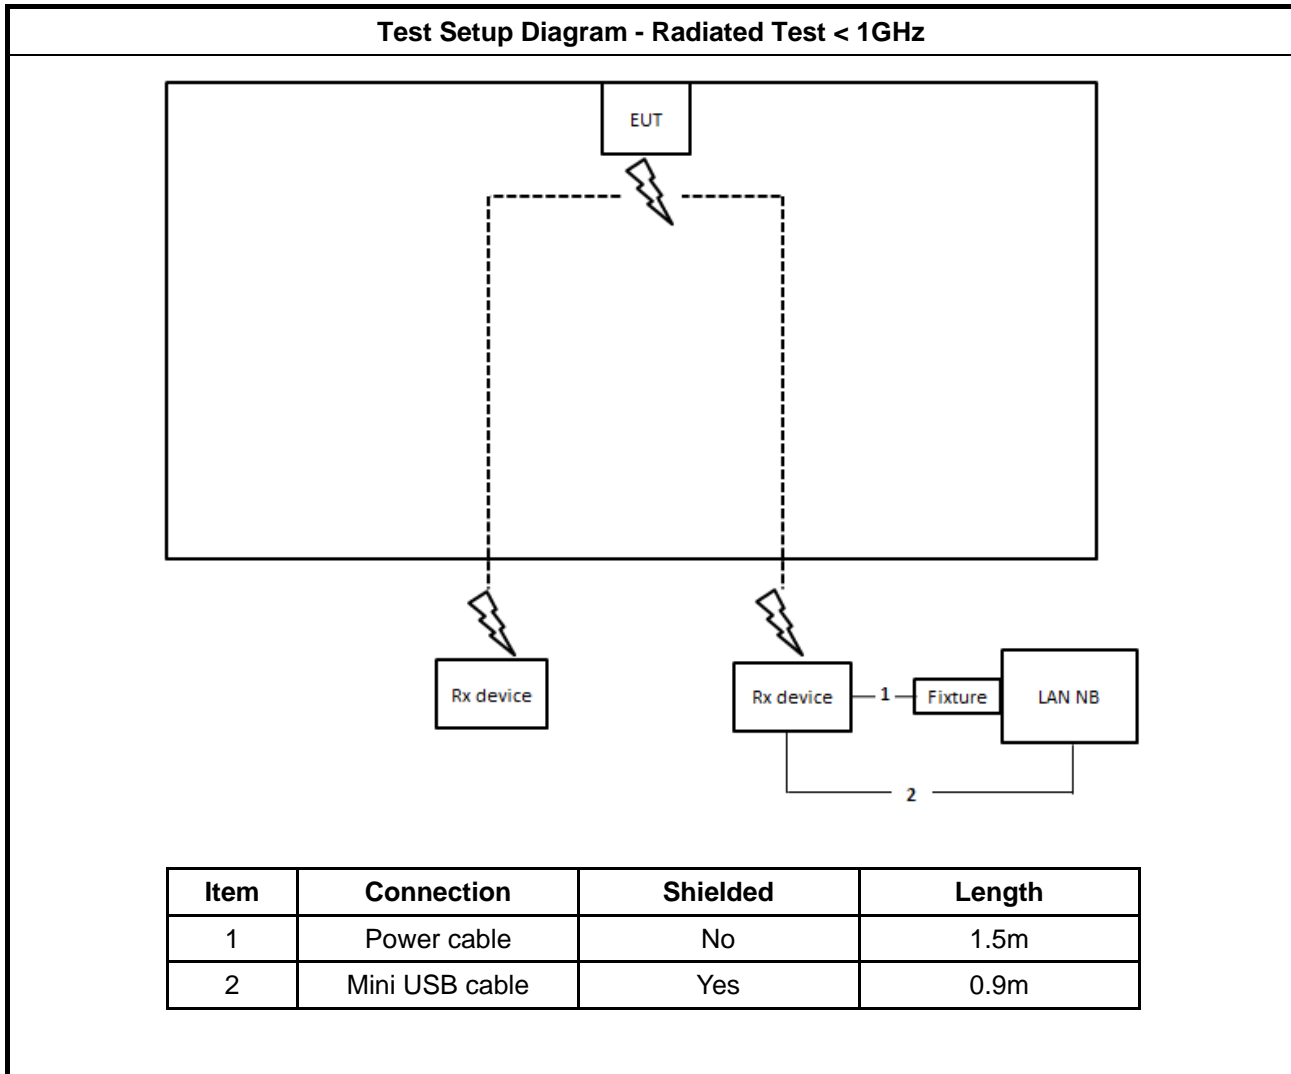 Test Setup Diagram - Radiated Test < 1GHz
EUT
Rx device
Rx device
1
Fixture
LAN NB
2
Item Connection Shielded Length
1 Power cable No 1.5m
2 Mini USB cable Yes 0.9m